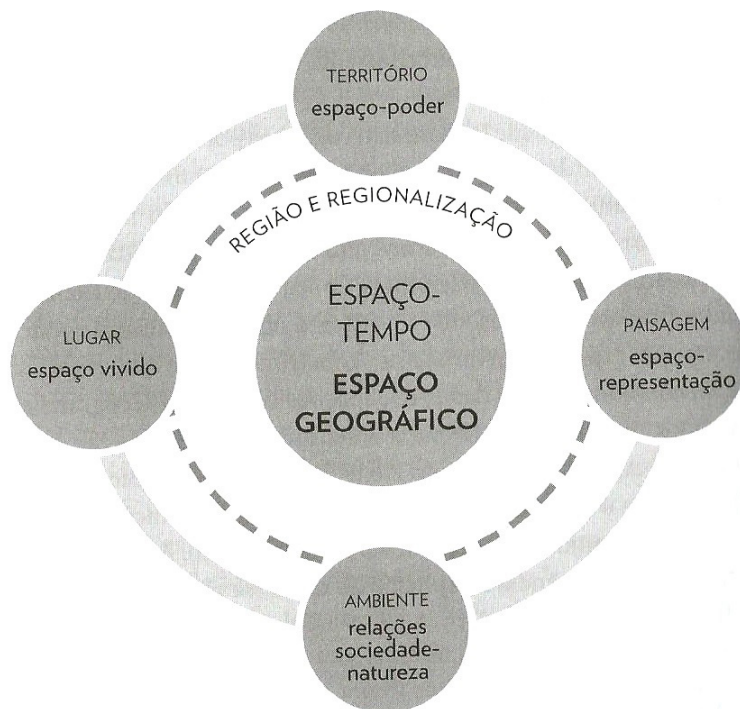 TERRITÓRIO
espaço-poder
REGIÃO E REGIONALIZAÇÃO
ESPAÇO-
TEMPO
ESPAÇO
GEOGRÁFICO
LUGAR
espaço vivido
PAISAGEM
espaço-
representação
AMBIENTE
relações
sociedade-
natureza